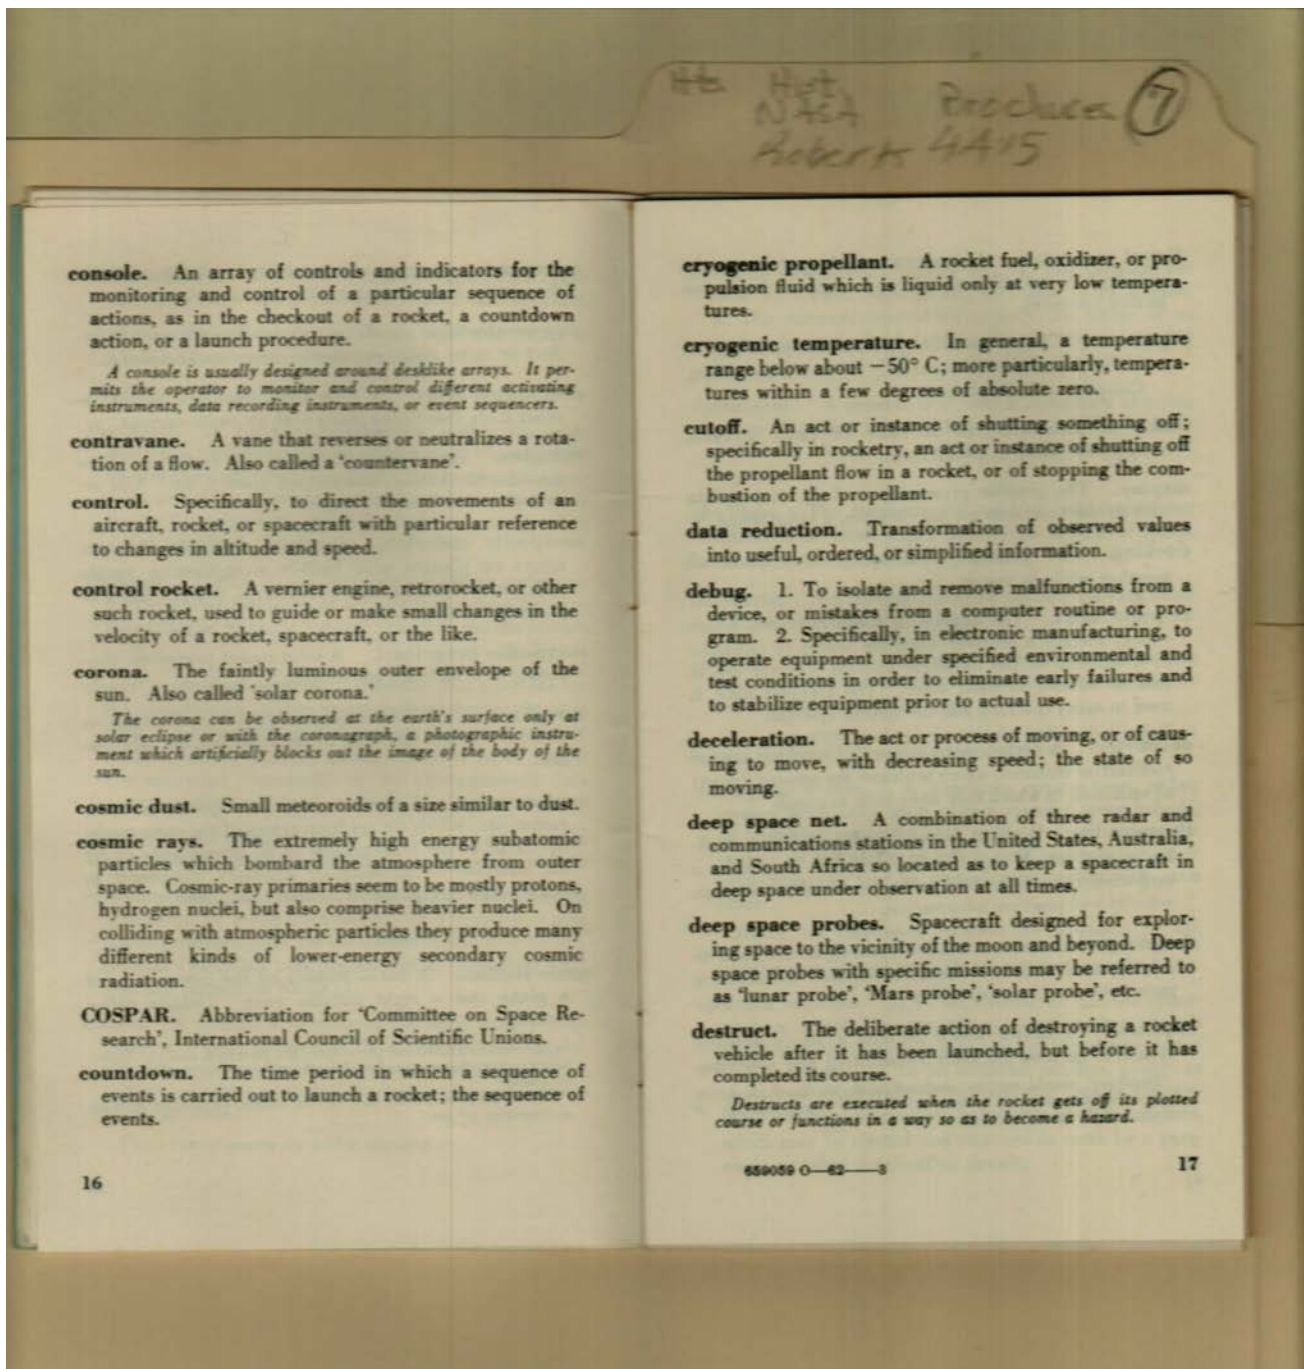 Hut
NASA Brochures 7
Roberts 4A15
console. An array of controls and indicators for the
monitoring and control of a particular sequence of
actions, as in the checkout of a rocket, a countdown
action, or a launch procedure.
A console is usually designed around desklike arrays. It per-
mits the operator to monitor and control different activating
instruments, data recording instruments, or event sequencers.
contravane. A vane that reverses or neutralizes a rota-
tion of a flow. Also called a 'countervane'.
control. Specifically, to direct the movements of an
aircraft, rocket, or spacecraft with particular reference
to changes in altitude and speed.
control rocket. A vernier engine, retrorocket, or other
such rocket, used to guide or make small changes in the
velocity of a rocket, spacecraft, or the like.
corona. The faintly luminous outer envelope of the
sun. Also called 'solar corona.'
The corona can be observed at the earth's surface only at
solar eclipse or with the coronagraph, a photographic instru-
ment which artificially blocks out the image of the body of the
sun.
cosmic dust. Small meteoroids of a size similar to dust.
cosmic rays. The extremely high energy subatomic
particles which bombard the atmosphere from outer
space. Cosmic-ray primaries seem to be mostly protons,
hydrogen nuclei, but also comprise heavier nuclei. On
colliding with atmospheric particles they produce many
different kinds of lower-energy secondary cosmic
radiation.
COSPAR. Abbreviation for 'Committee on Space Re-
search', International Council of Scientific Unions.
countdown. The time period in which a sequence of
events is carried out to launch a rocket; the sequence of
events.
16
cryogenic propellant. A rocket fuel, oxidizer, or pro-
pulsion fluid which is liquid only at very low tempera-
tures.
cryogenic temperature. In general, a temperature
range below about −50° C; more particularly, tempera-
tures within a few degrees of absolute zero.
cutoff. An act or instance of shutting something off;
specifically in rocketry, an act or instance of shutting off
the propellant flow in a rocket, or of stopping the com-
bustion of the propellant.
data reduction. Transformation of observed values
into useful, ordered, or simplified information.
debug. 1. To isolate and remove malfunctions from a
device, or mistakes from a computer routine or pro-
gram. 2. Specifically, in electronic manufacturing, to
operate equipment under specified environmental and
test conditions in order to eliminate early failures and
to stabilize equipment prior to actual use.
deceleration. The act or process of moving, or of caus-
ing to move, with decreasing speed; the state of so
moving.
deep space net. A combination of three radar and
communications stations in the United States, Australia,
and South Africa so located as to keep a spacecraft in
deep space under observation at all times.
deep space probes. Spacecraft designed for explor-
ing space to the vicinity of the moon and beyond. Deep
space probes with specific missions may be referred to
as 'lunar probe', 'Mars probe', 'solar probe', etc.
destruct. The deliberate action of destroying a rocket
vehicle after it has been launched, but before it has
completed its course.
Destructs are executed when the rocket gets off its plotted
course or functions in a way so as to become a hazard.
659059 O—62——3
17